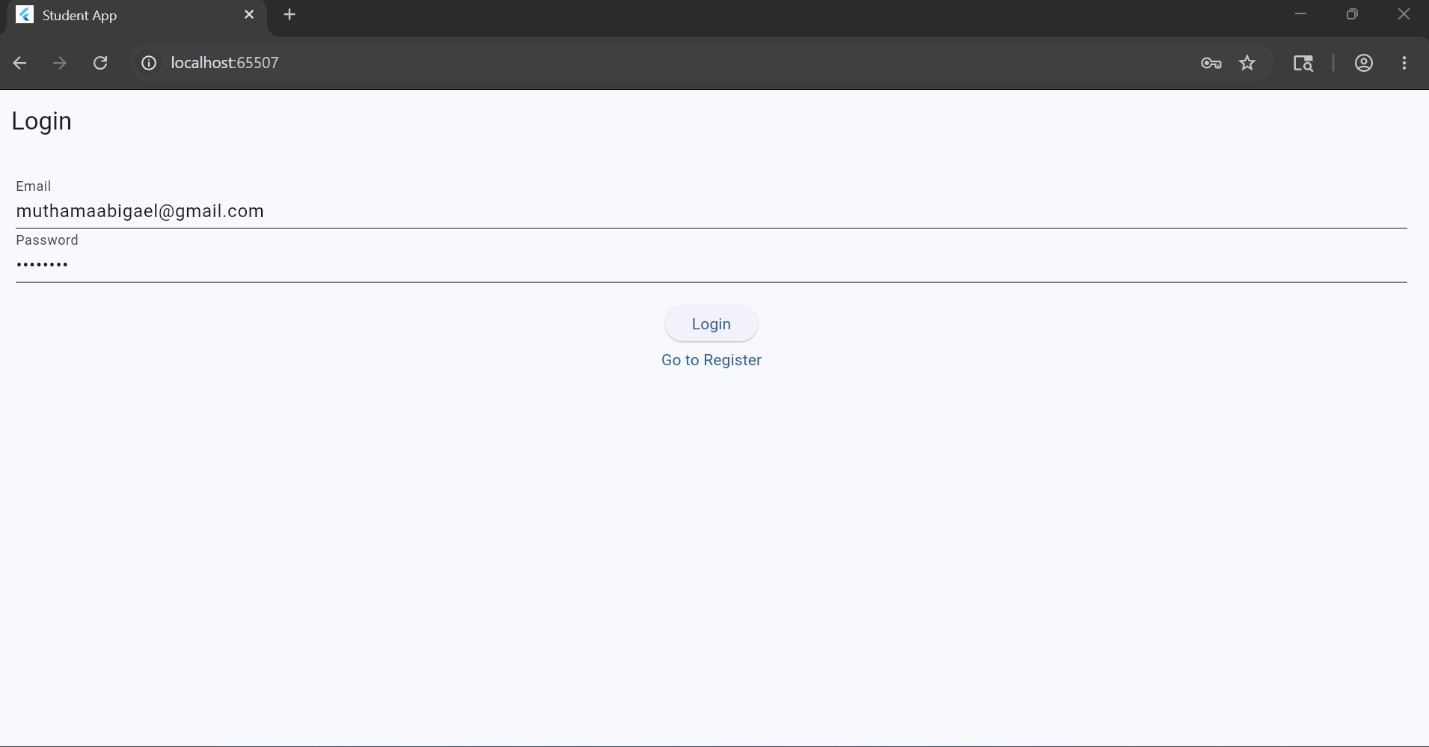 Student App
localhost:65507
Login
Email
muthamaabigael@gmail.com
Password
••••••••
Login
Go to Register